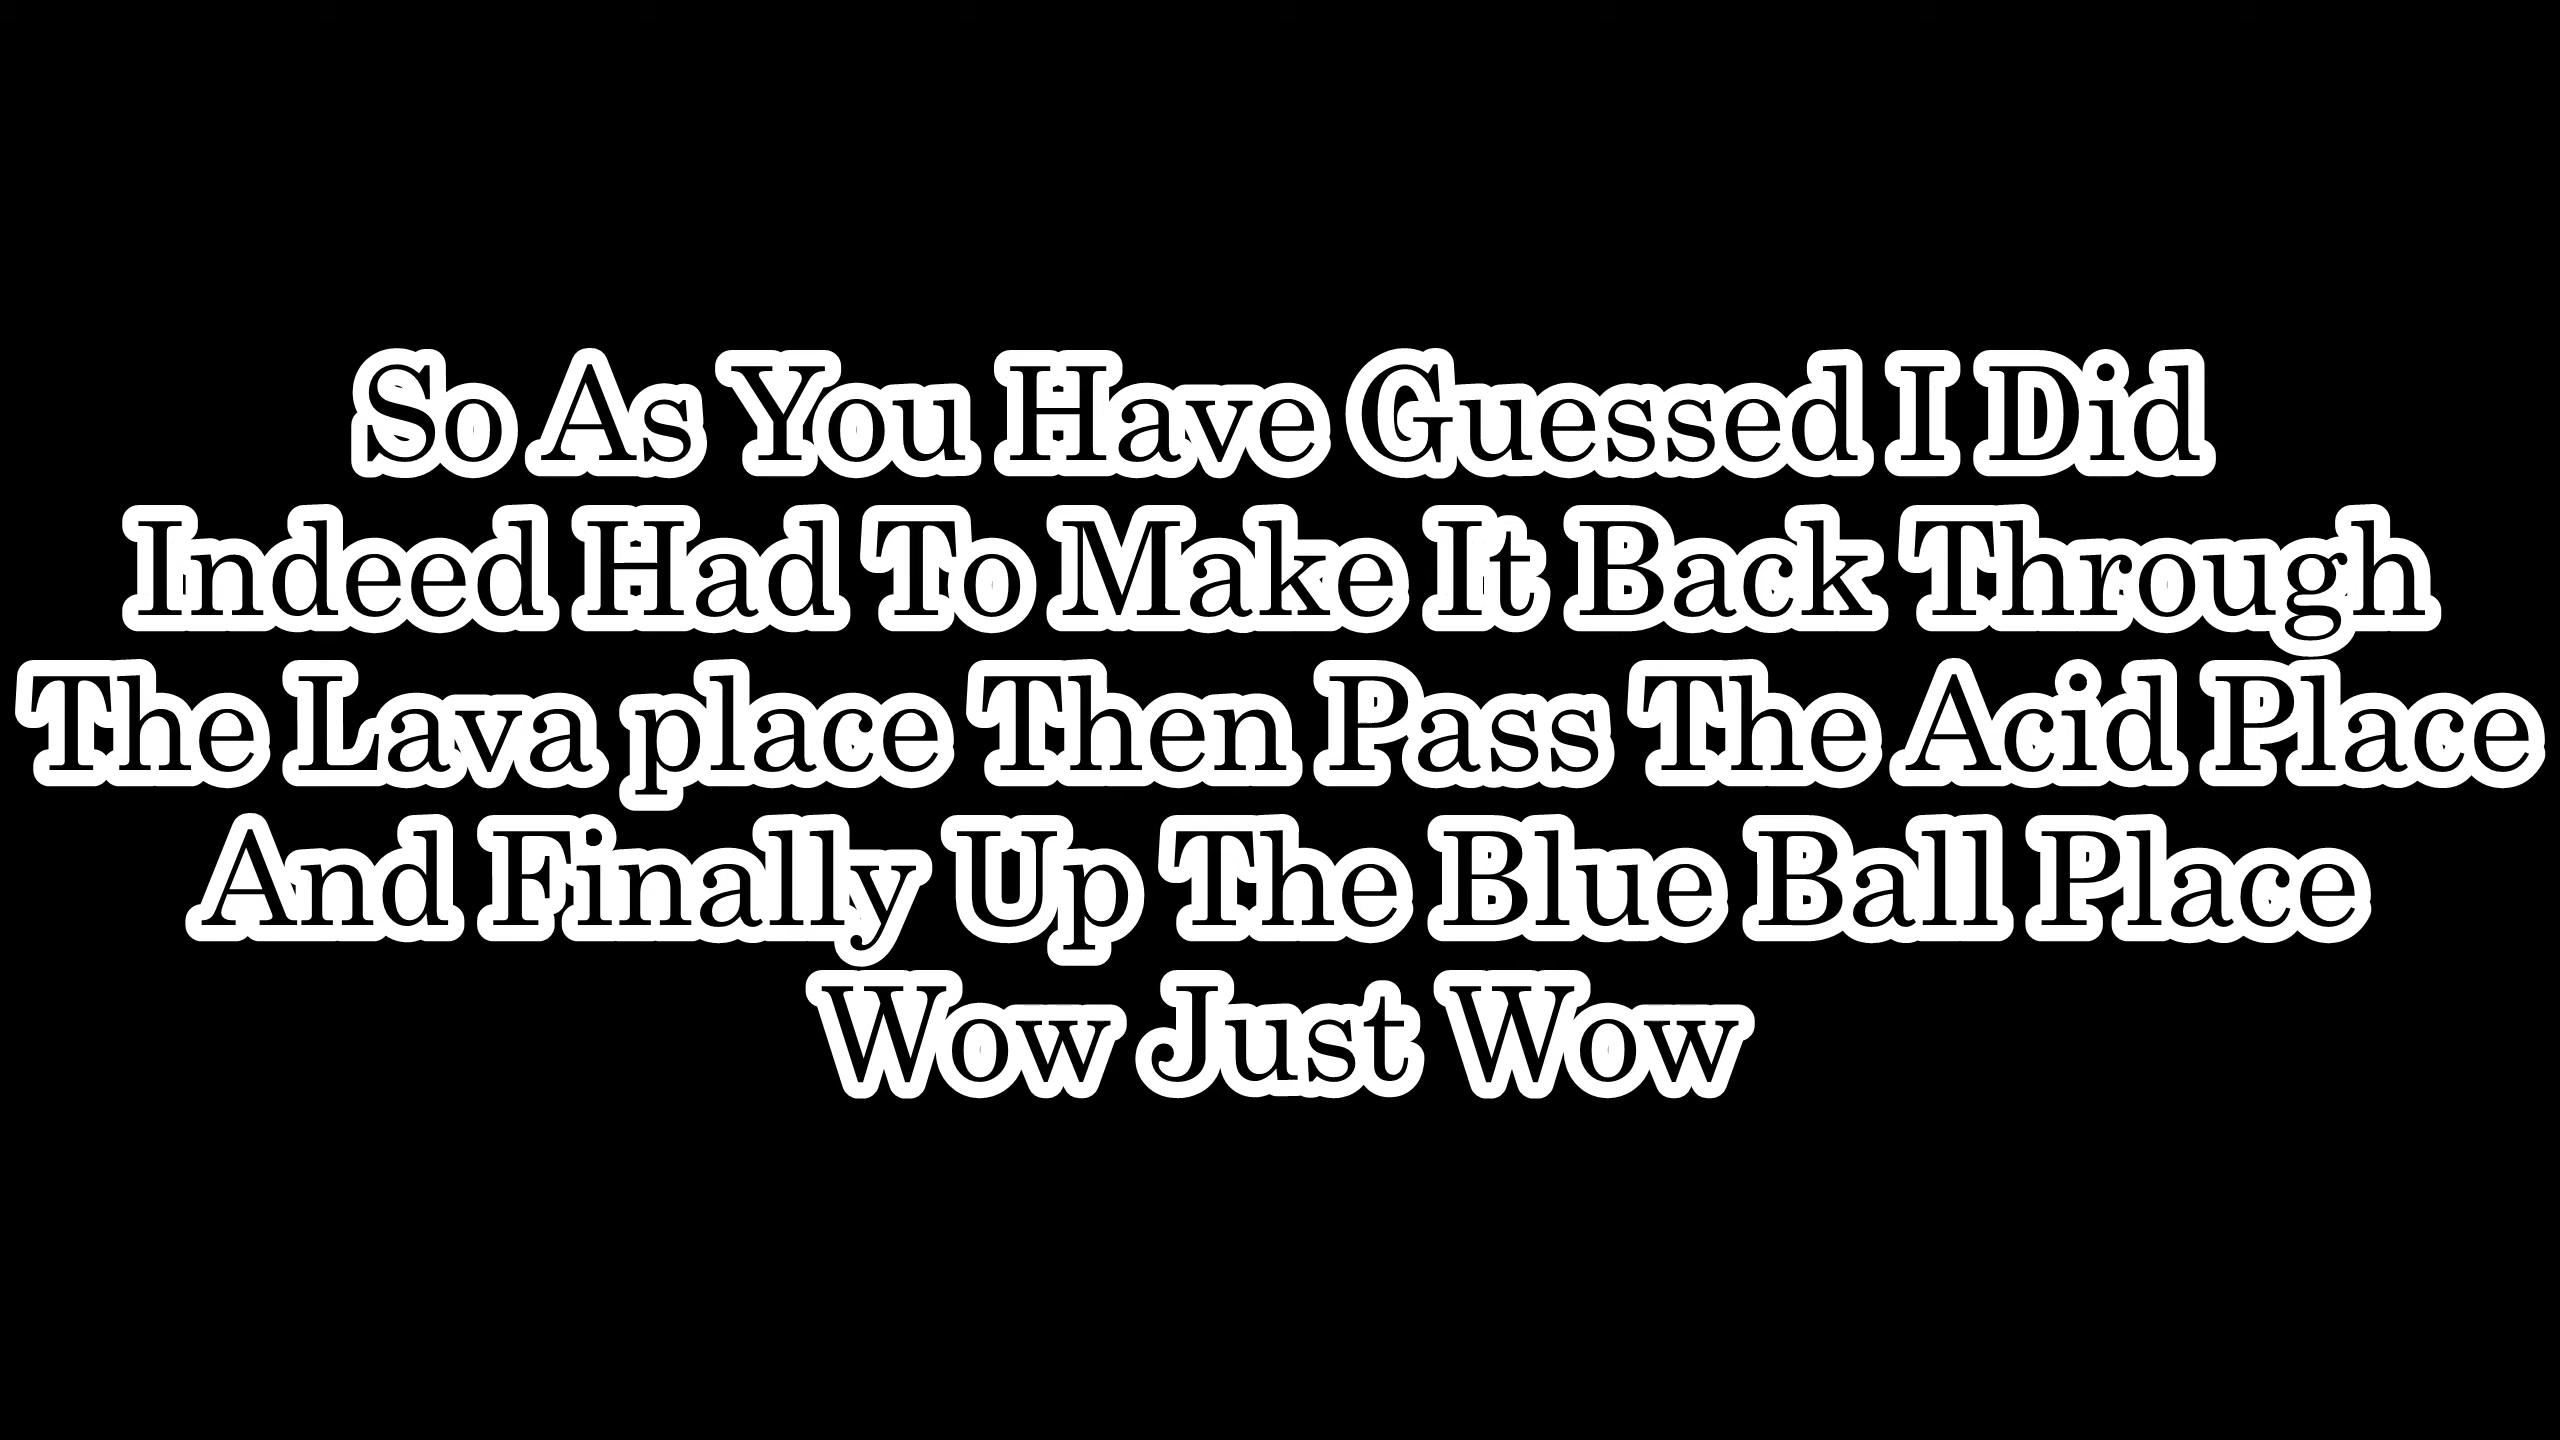 So As You Have Guessed I Did
Indeed Had To Make It Back Through
The Lava place Then Pass The Acid Place
And Finally Up The Blue Ball Place
Wow Just Wow